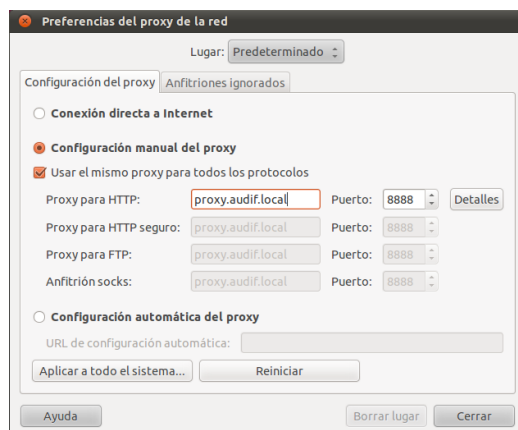 Preferencias del proxy de la red
Lugar: Predeterminado
Configuración del proxy Anfitriones ignorados
Conexión directa a Internet
Configuración manual del proxy
Usar el mismo proxy para todos los protocolos
Proxy para HTTP: proxy.audif.local Puerto: 8888 Detalles
Proxy para HTTP seguro: proxy.audif.local Puerto: 8888
Proxy para FTP: proxy.audif.local Puerto: 8888
Anfitrión socks: proxy.audif.local Puerto: 8888
Configuración automática del proxy
URL de configuración automática:
Aplicar a todo el sistema... Reiniciar
Ayuda Borrar lugar Cerrar